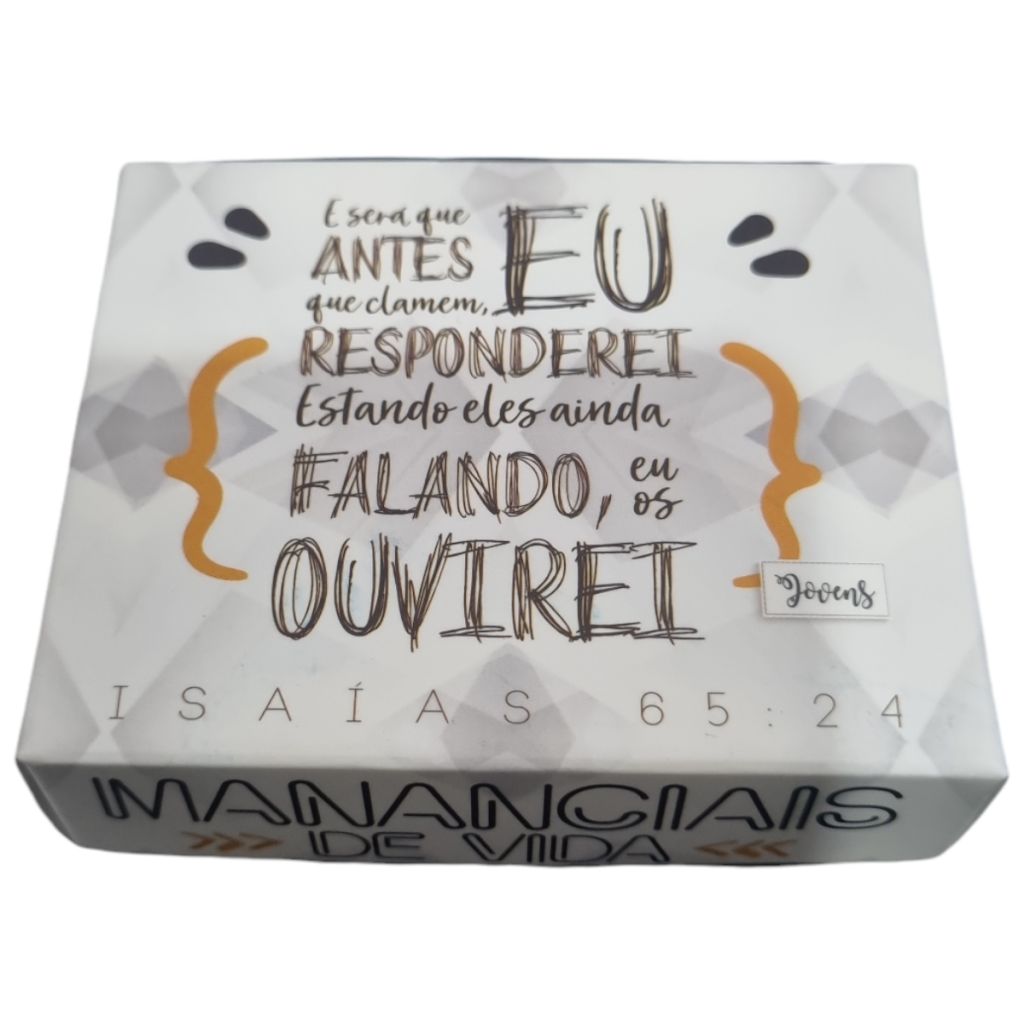 E será que
ANTES EU
que clamem,
RESPONDEREI
Estando eles ainda
FALANDO, eu os
OUVIREI
Jovens
ISAÍAS 65:24
MANANCIAIS
DE VIDA